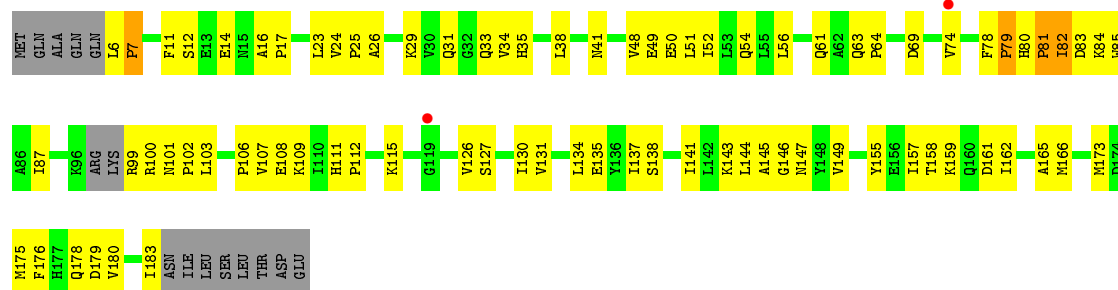 MET GLN ALA GLN GLN L6 P7 F11 S12 E13 E14 N15 A16 P17 L23 V24 P25 A26 K29 V30 Q31 G32 Q33 V34 H35 L38 N41 V48 E49 E50 L51 I52 L53 Q54 L55 L56 Q61 A62 Q63 P64 D69 V74 F78 P79 H80 P81 I82 D83 K84 W85
A86 I87 K96 ARG LYS R99 R100 N101 P102 L103 P106 V107 E108 K109 I110 H111 P112 K115 G119 V126 S127 I130 V131 L134 E135 Y136 I137 S138 I141 L142 K143 L144 A145 G146 N147 Y148 V149 Y155 E156 I157 T158 K159 Q160 D161 I162 A165 M166 M173 D174
M175 F176 H177 Q178 D179 V180 I183 ASN ILE LEU SER LEU THR ASP GLU